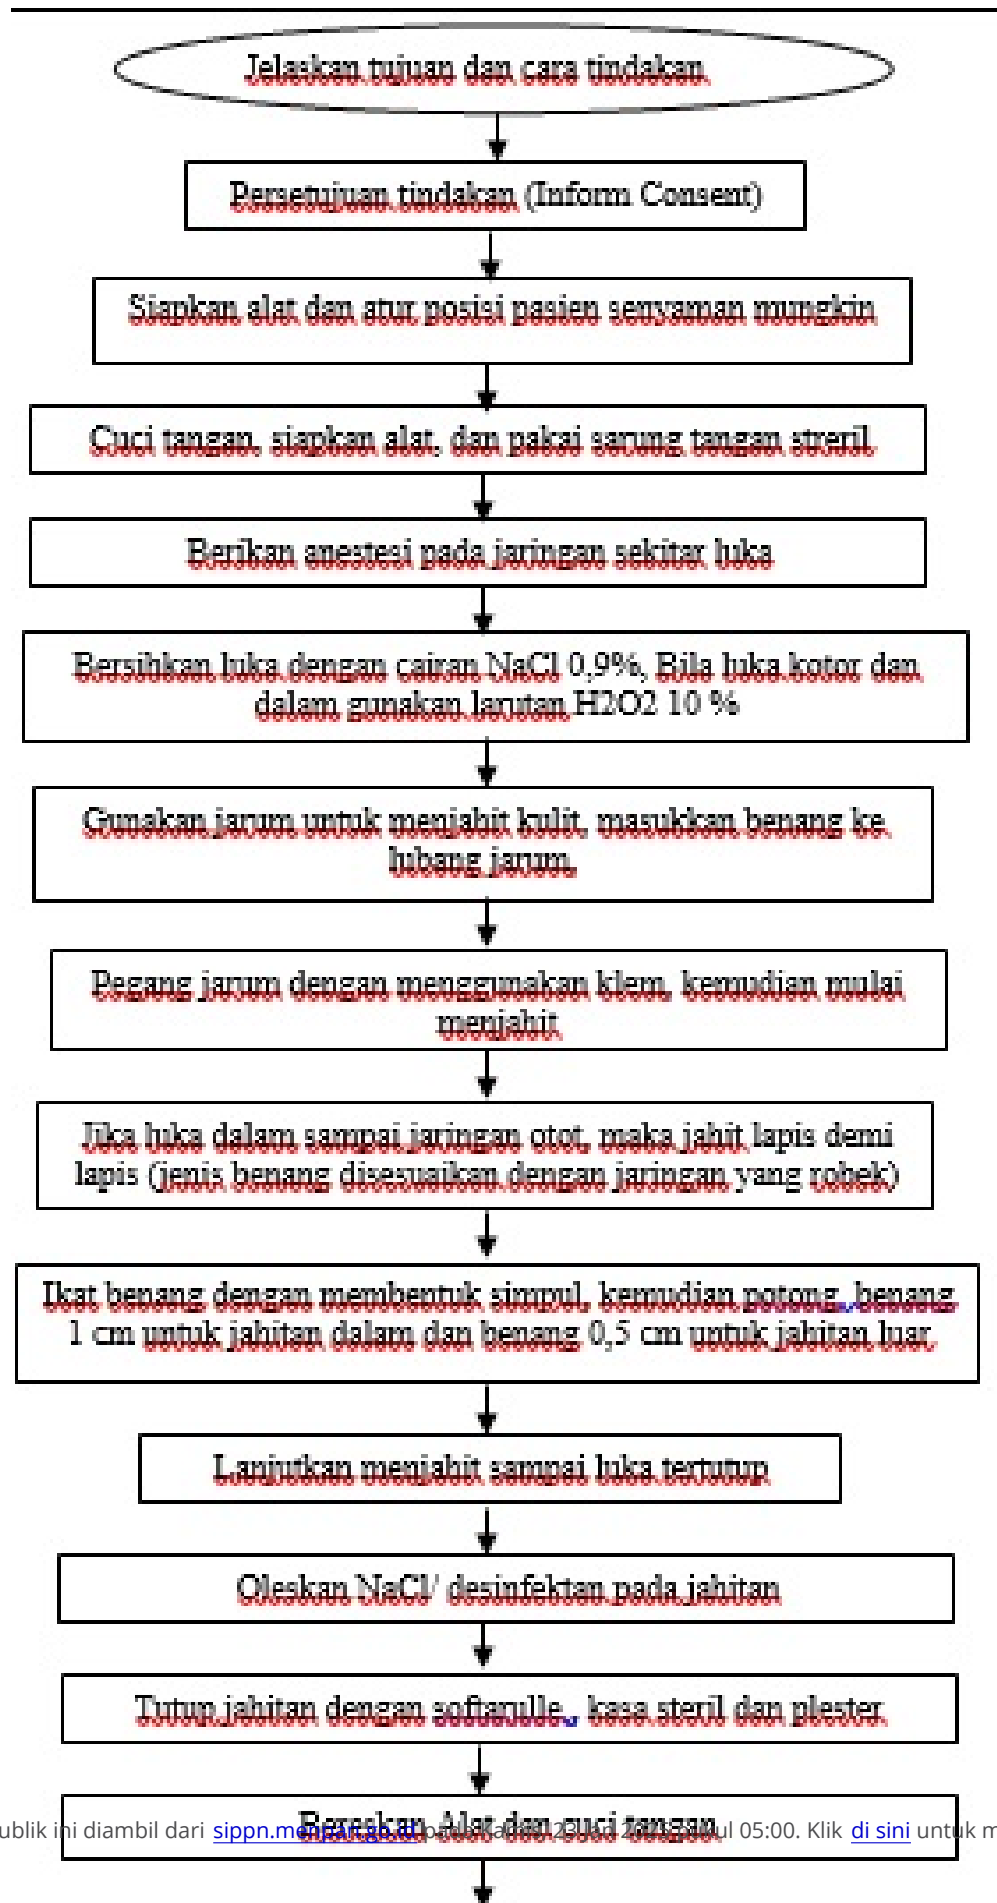 Jelaskan tujuan dan cara tindakan
Persetujuan tindakan (Inform Consent)
Siapkan alat dan atur posisi pasien senyaman mungkin
Cuci tangan, siapkan alat, dan pakai sarung tangan streril
Berikan anestesi pada jaringan sekitar luka
Bersihkan luka dengan cairan NaCl 0,9%, Bila luka kotor dan
dalam gunakan larutan H2O2 10 %
Gunakan jarum untuk menjahit kulit, masukkan benang ke
lubang jarum,
Pegang jarum dengan menggunakan klem, kemudian mulai
menjahit
Jika luka dalam sampai jaringan otot, maka jahit lapis demi
lapis (jenis benang disesuaikan dengan jaringan yang robek)
Ikat benang dengan membentuk simpul, kemudian potong benang
1 cm untuk jahitan dalam dan benang 0,5 cm untuk jahitan luar
Lanjutkan menjahit sampai luka tertutup
Oleskan NaCl/ desinfektan pada jahitan
Tutup jahitan dengan softarulle, kasa steril dan plester
Bereskan Alat dan cuci tangan
ublik ini diambil dari sippn.menpan.go.id pada 23 Jan pukul 05:00. Klik di sini untuk m